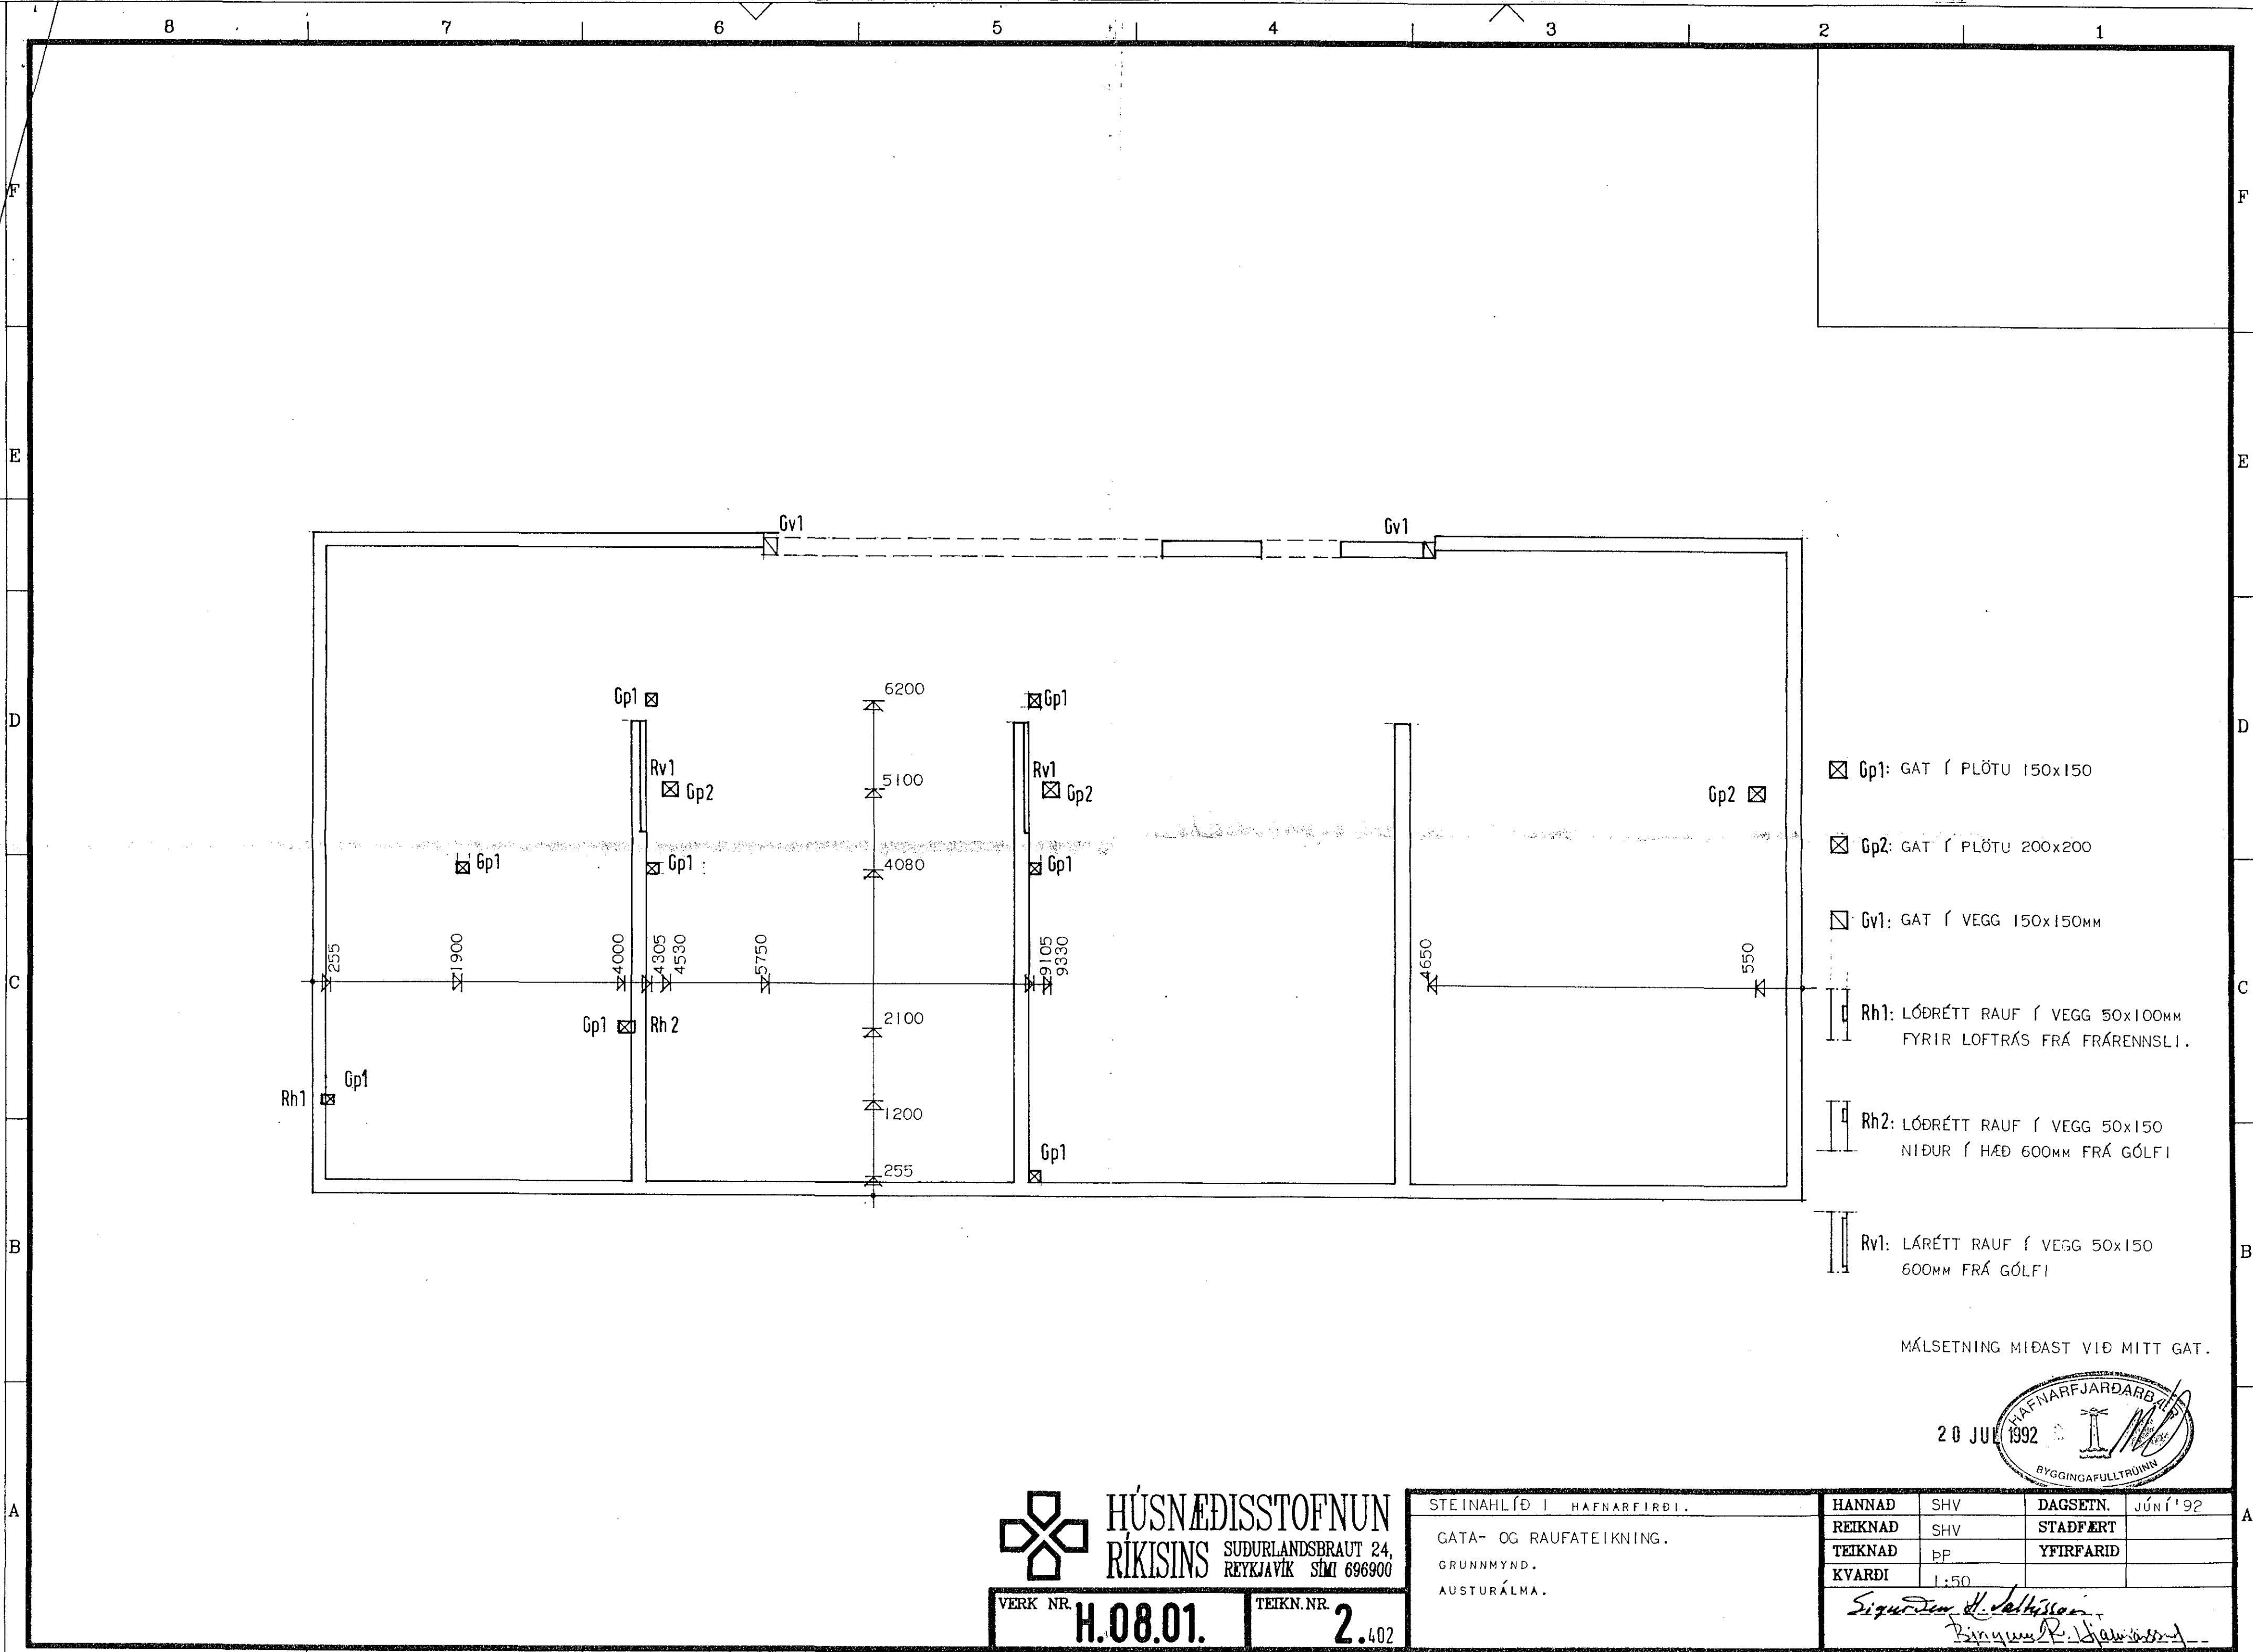 8 7 6 5 4 3 2 1
F F
E E
D D
C C
B B
A A
Gv1 Gv1
Gp1 6200 Gp1
Rv1 Rv1
Gp2 5100 Gp2 Gp2
Gp1 Gp1 4080 Gp1
255 1900 4000 4305 4530 5750 9105 9330 4650 550
Gp1 Rh2 2100
Gp1
Rh1 1200
Gp1
255
Gp1: GAT Í PLÖTU 150x150
Gp2: GAT Í PLÖTU 200x200
Gv1: GAT Í VEGG 150x150MM
Rh1: LÓÐRÉTT RAUF Í VEGG 50x100MM
FYRIR LOFTRÁS FRÁ FRÁRENNSLI.
Rh2: LÓÐRÉTT RAUF Í VEGG 50x150
NIÐUR Í HÆÐ 600MM FRÁ GÓLFI
Rv1: LÁRÉTT RAUF Í VEGG 50x150
600MM FRÁ GÓLFI
MÁLSETNING MIÐAST VIÐ MITT GAT.
HAFNARFJARÐARBÆR
20 JUL 1992
BYGGINGAFULLTRÚINN
HÚSNÆÐISSTOFNUN
RÍKISINS SUÐURLANDSBRAUT 24,
REYKJAVÍK SÍMI 696900
VERK NR. H.08.01.
TEIKN.NR. 2.402
STEINAHLÍÐ I HAFNARFIRÐI.
GATA- OG RAUFATEIKNING.
GRUNNMYND.
AUSTURÁLMA.
HANNAÐ SHV DAGSETN. JÚNÍ '92
REIKNAÐ SHV STAÐFÆRT
TEIKNAÐ ÞP YFIRFARIÐ
KVARÐI 1:50